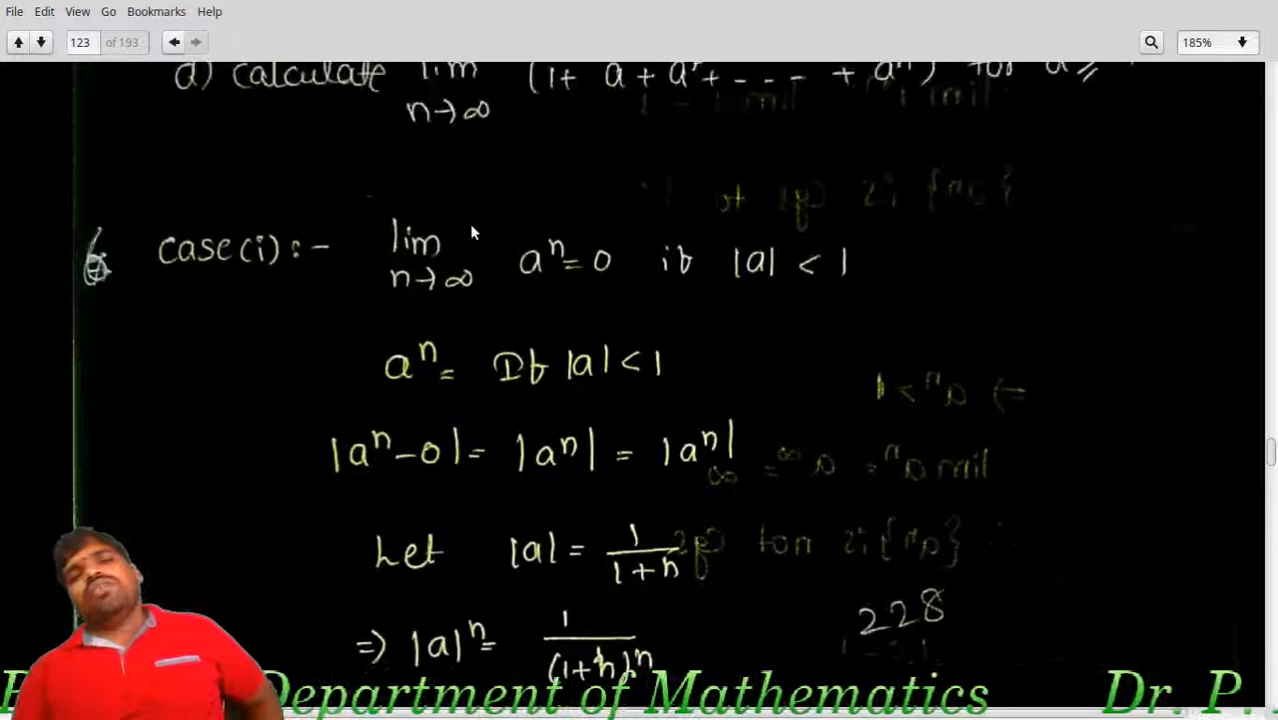 File Edit View Go Bookmarks Help
123 of 193 185%
d) calculate lim (1+ a + a² + - - - - + aⁿ) for a ≥
n→∞
6 case(i):- lim aⁿ = 0 if |a| < 1
n→∞
aⁿ = If |a| < 1
|aⁿ - 0| = |aⁿ| = |aⁿ|
Let |a| = 1/(1+h)
=> |a|ⁿ = 1/(1+h)ⁿ
228
Department of Mathematics Dr. P.